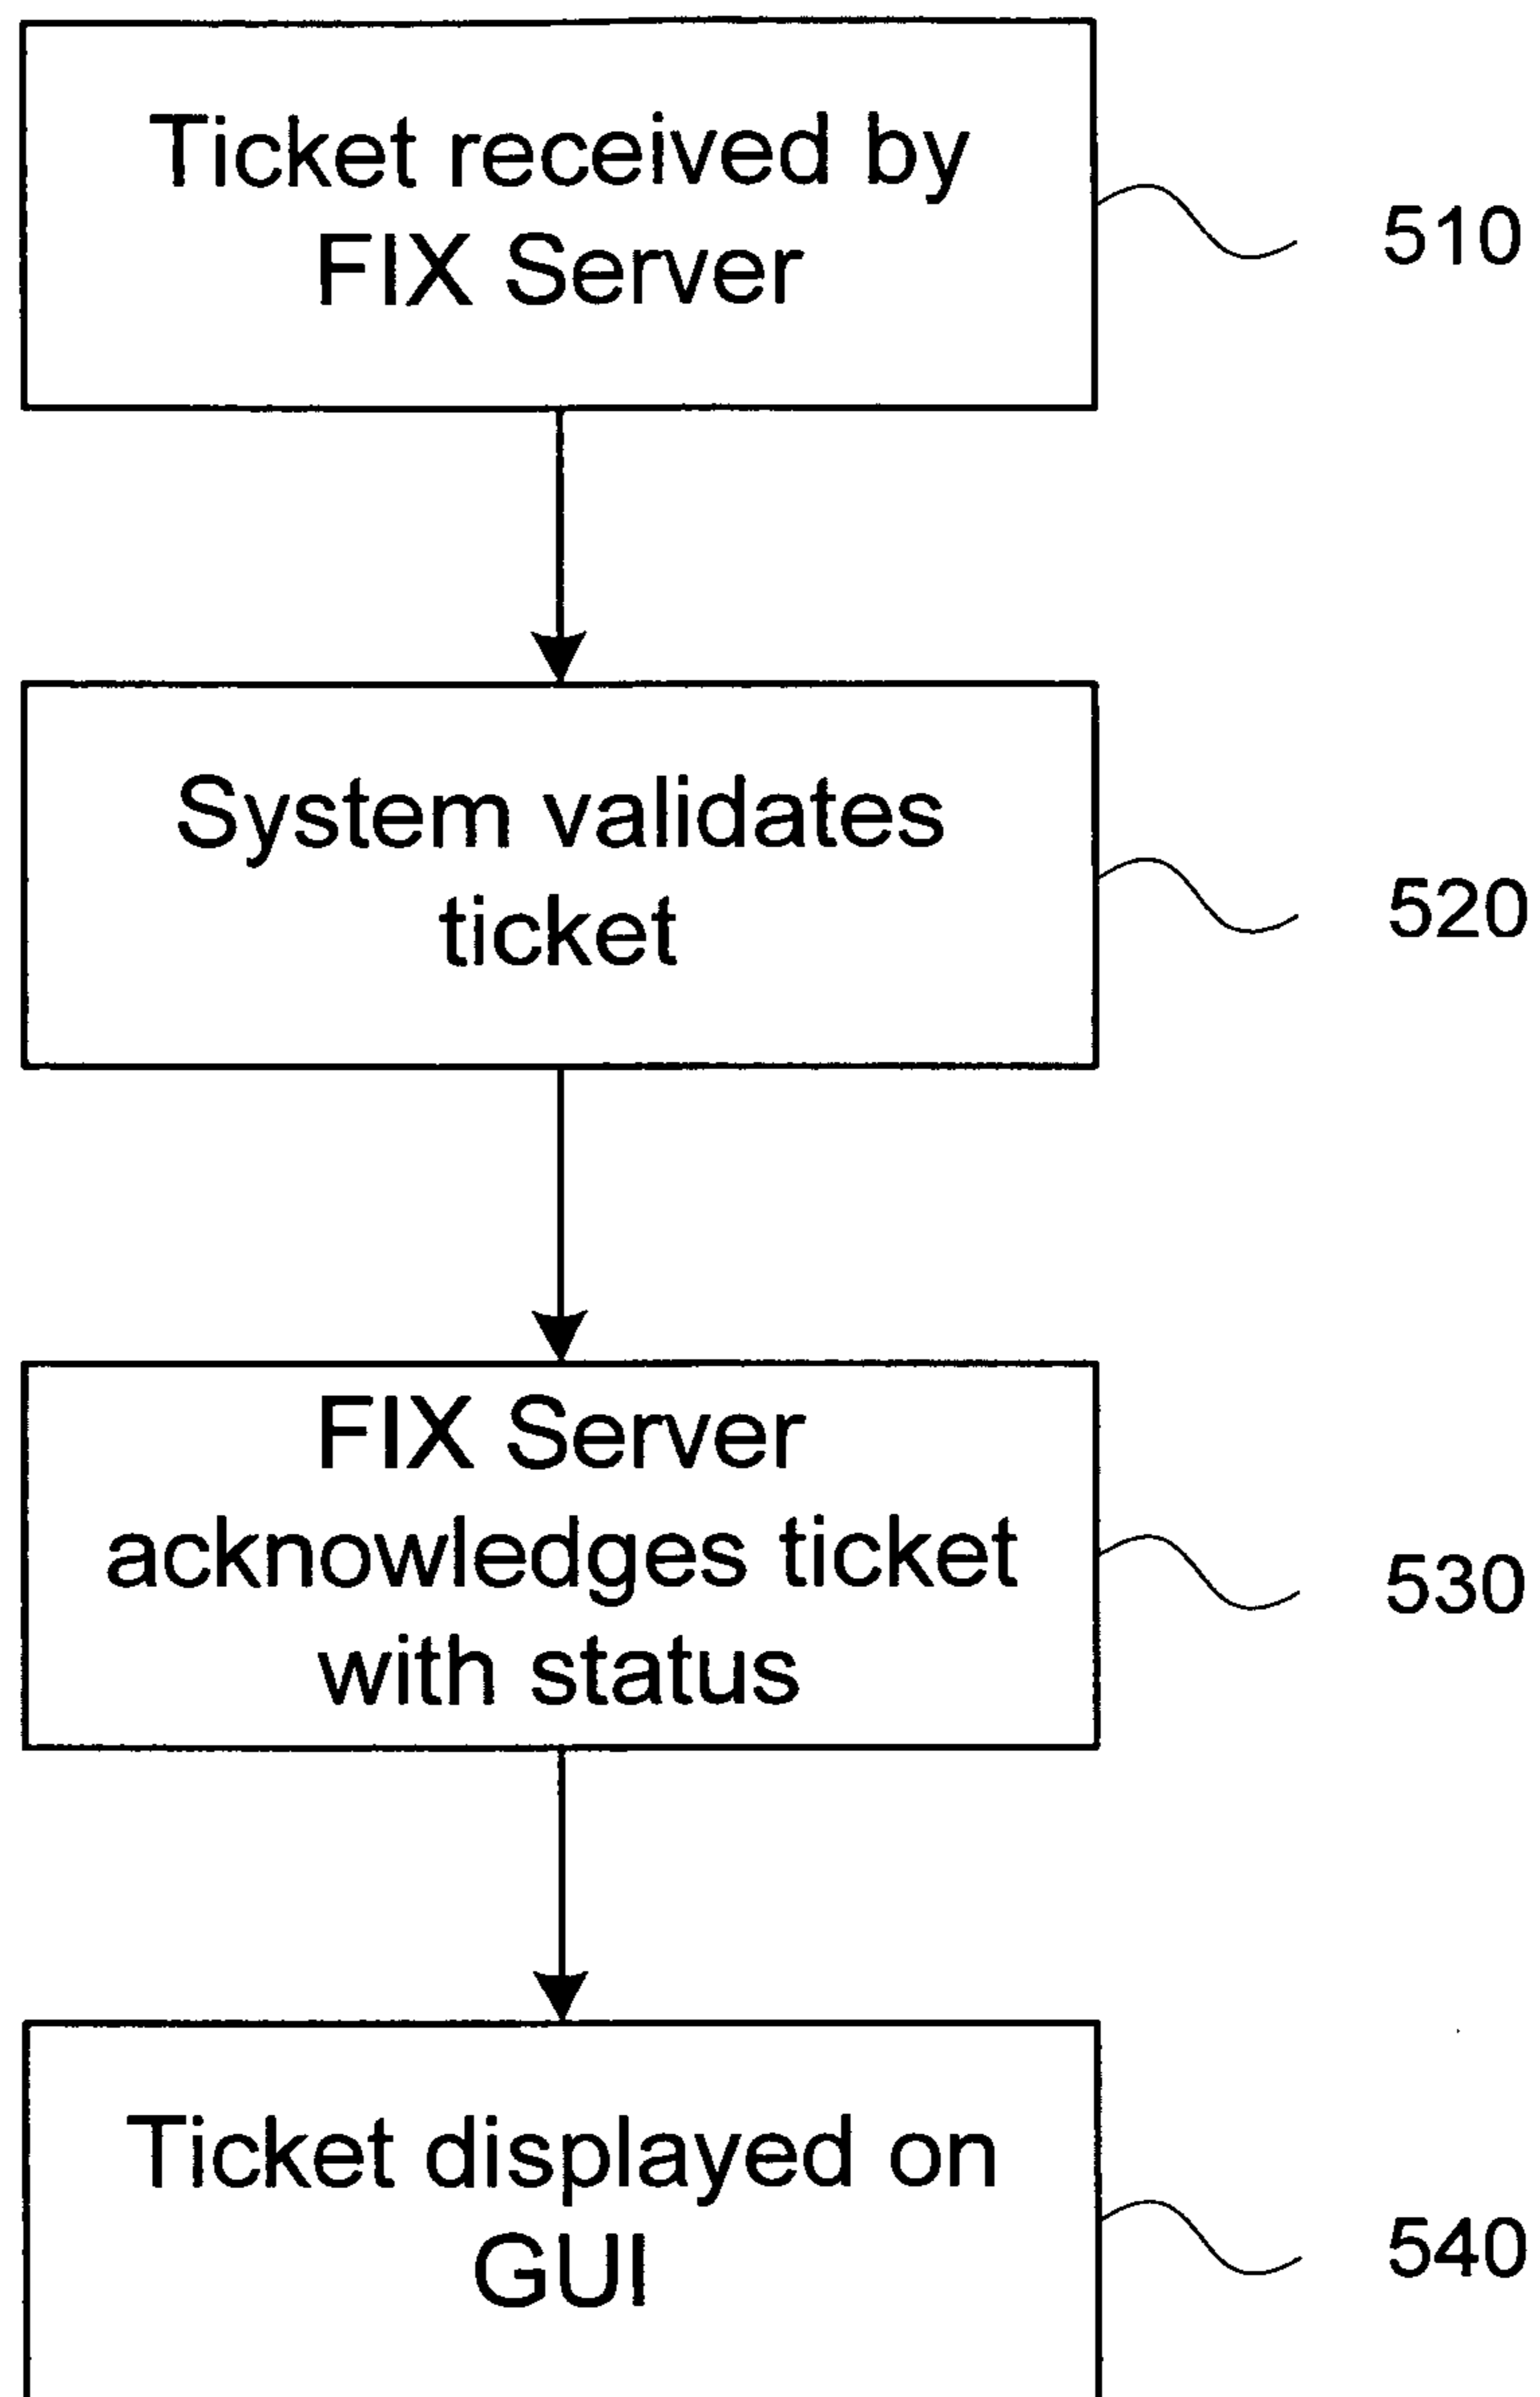 Ticket received by
FIX Server
510
System validates
ticket
520
FIX Server
acknowledges ticket
with status
530
Ticket displayed on
GUI
540